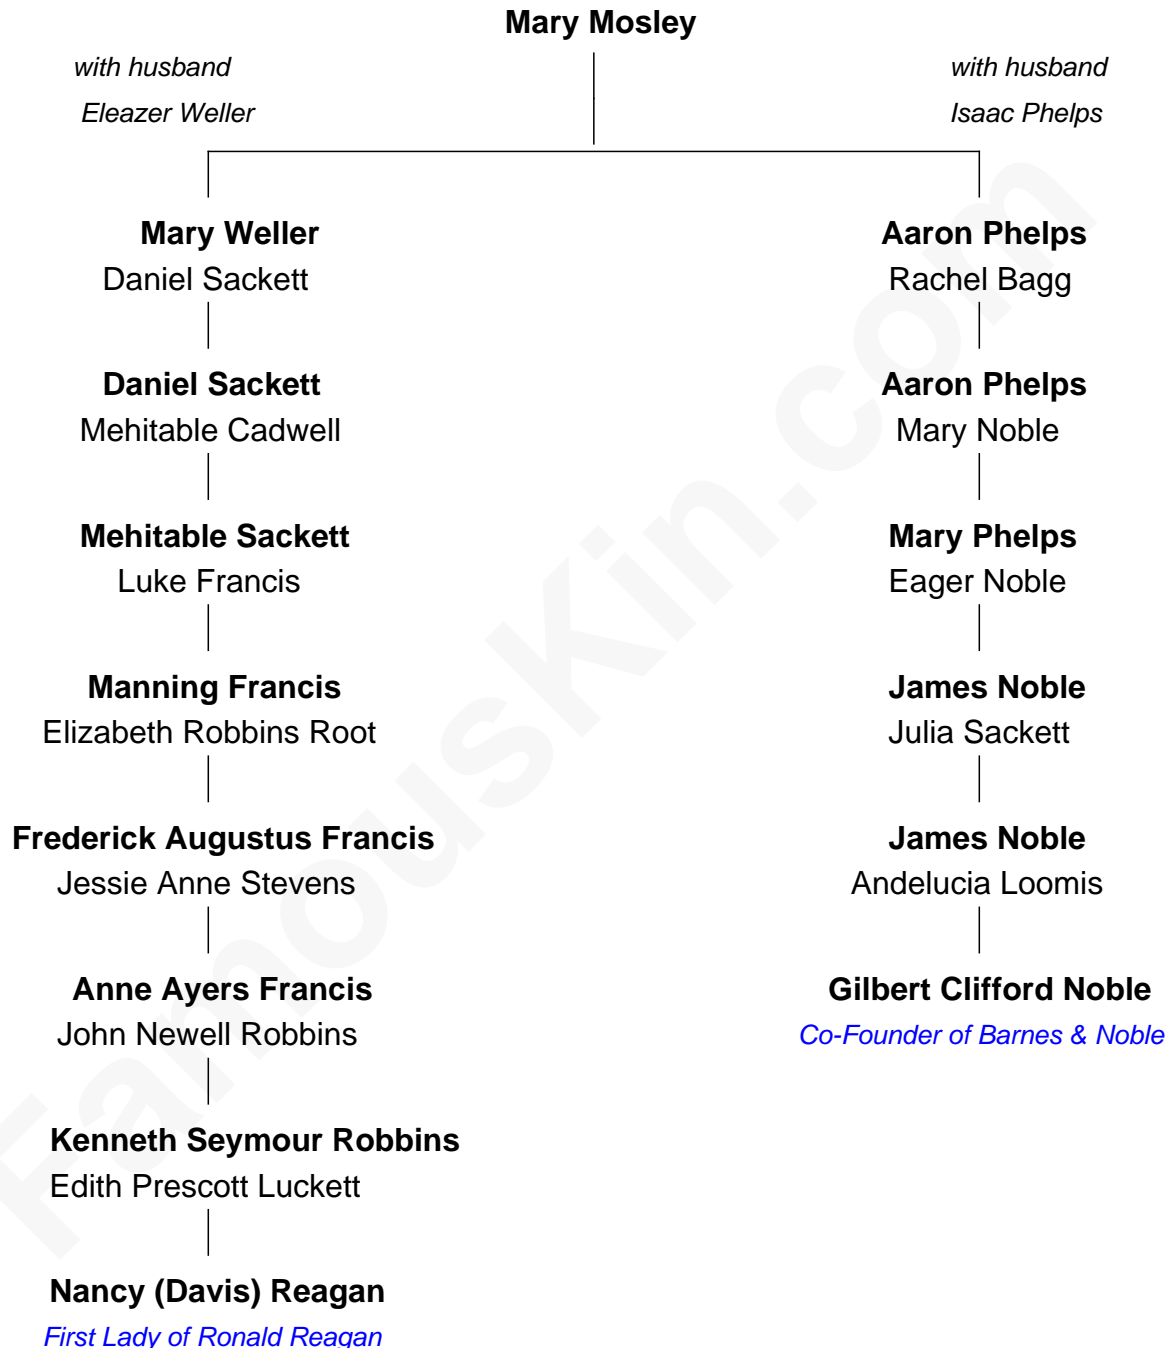 Mary Mosley
with husband
Eleazer Weller
with husband
Isaac Phelps
Mary Weller
Daniel Sackett
Aaron Phelps
Rachel Bagg
Daniel Sackett
Mehitable Cadwell
Aaron Phelps
Mary Noble
Mehitable Sackett
Luke Francis
Mary Phelps
Eager Noble
Manning Francis
Elizabeth Robbins Root
James Noble
Julia Sackett
Frederick Augustus Francis
Jessie Anne Stevens
James Noble
Andelucia Loomis
Anne Ayers Francis
John Newell Robbins
Gilbert Clifford Noble
Co-Founder of Barnes & Noble
Kenneth Seymour Robbins
Edith Prescott Luckett
Nancy (Davis) Reagan
First Lady of Ronald Reagan
FamousKin.com